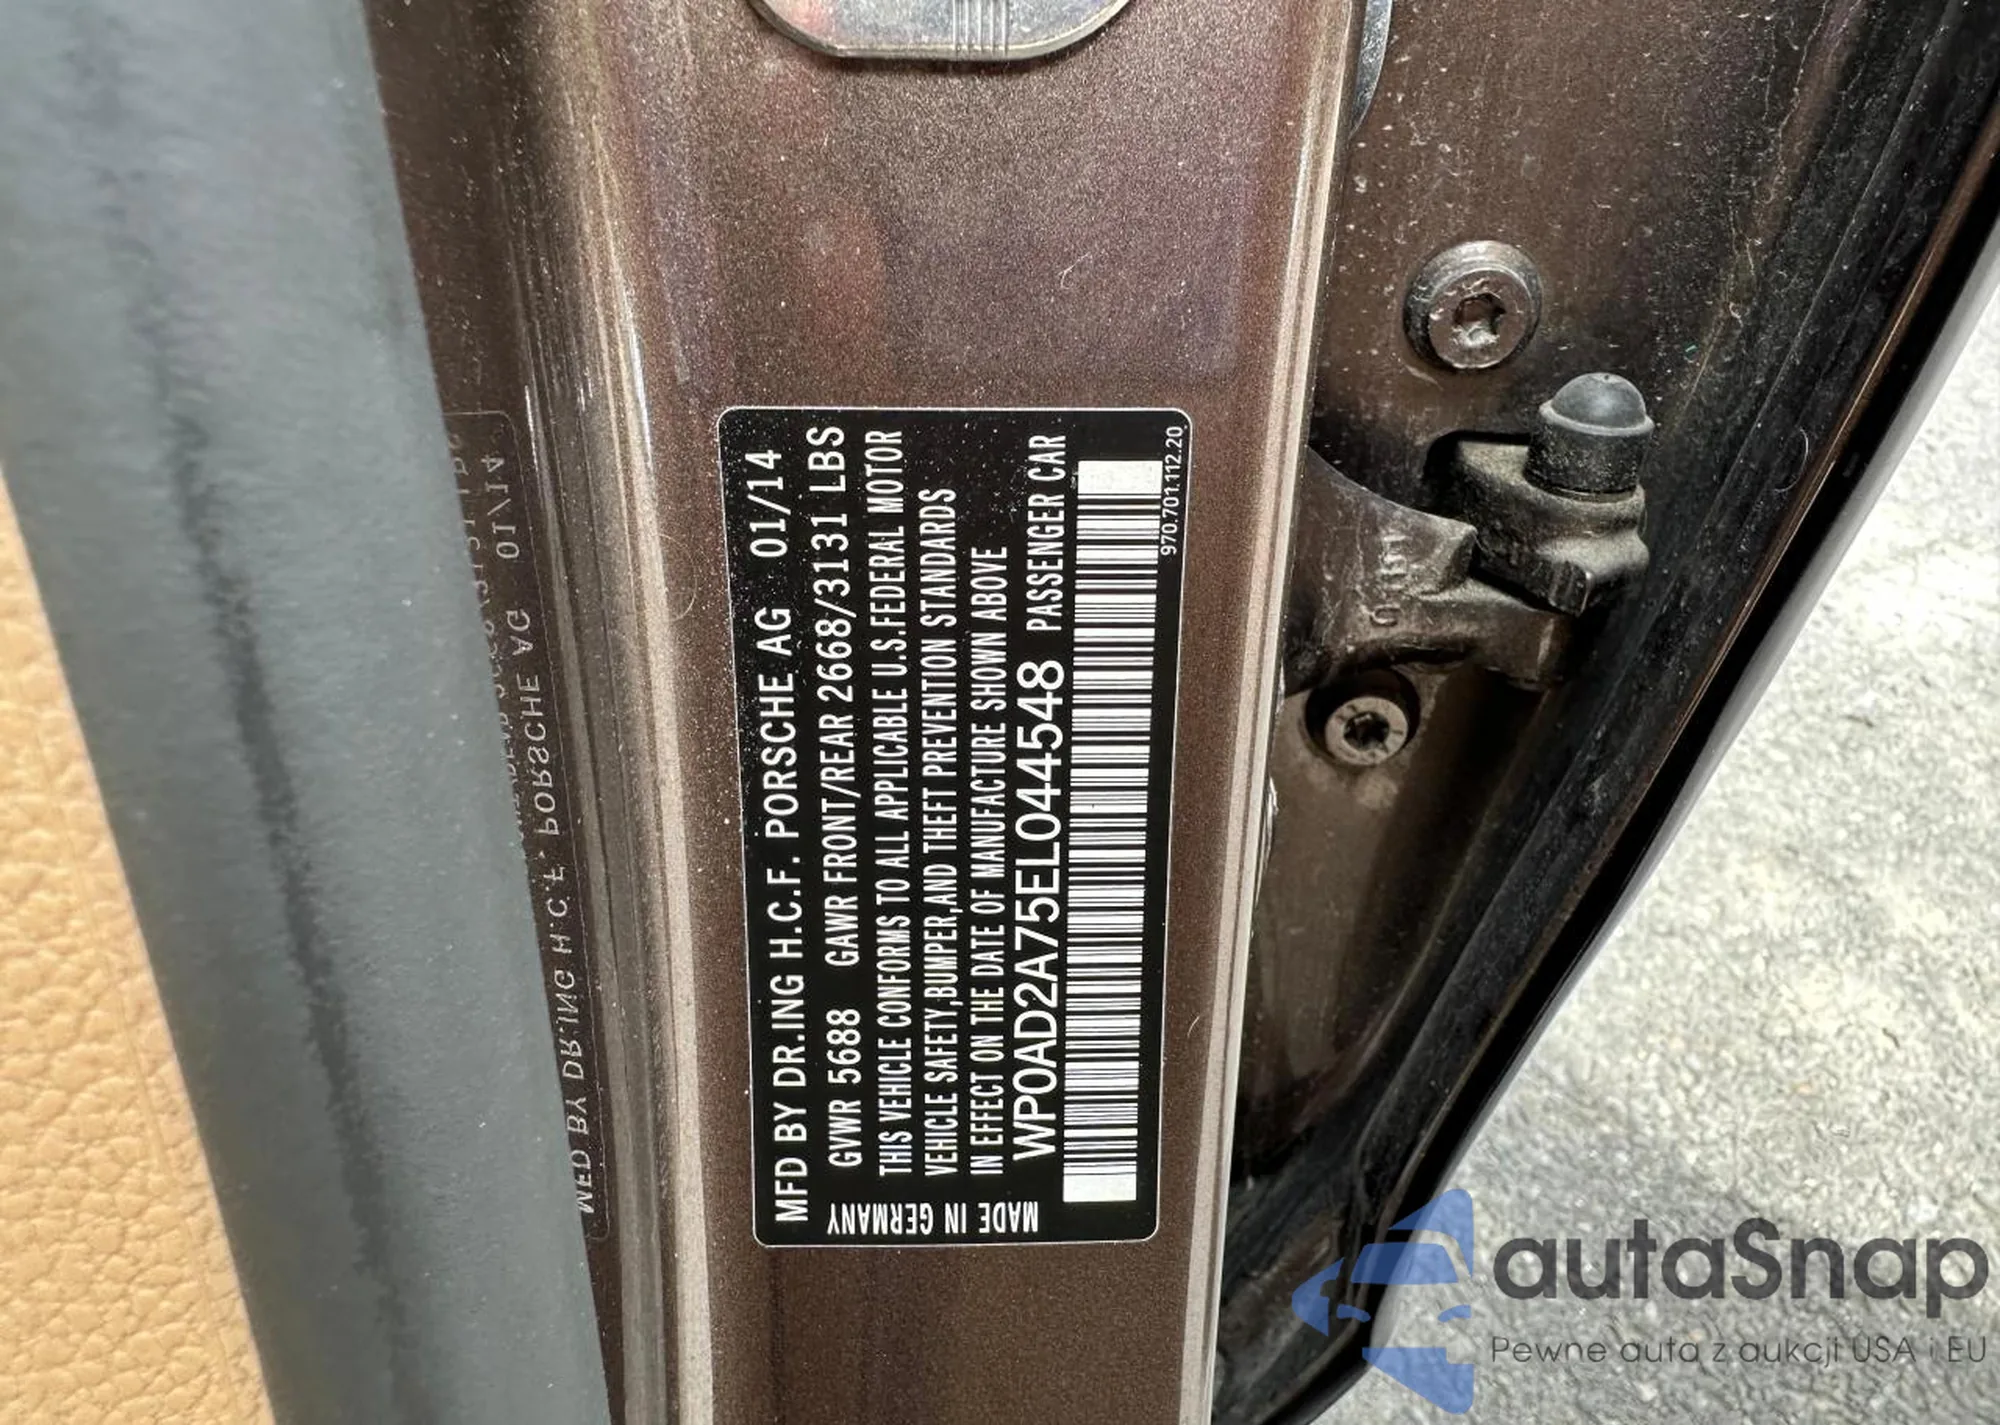 MFD BY DR.ING H.C.F. PORSCHE AG 01/14
GVWR 5688 GAWR FRONT/REAR 2668/3131 LBS
THIS VEHICLE CONFORMS TO ALL APPLICABLE U.S.FEDERAL MOTOR
VEHICLE SAFETY,BUMPER,AND THEFT PREVENTION STANDARDS
IN EFFECT ON THE DATE OF MANUFACTURE SHOWN ABOVE
WP0AD2A75EL044548 PASSENGER CAR
970.701.112.20
MADE IN GERMANY
autaSnap
Pewne auta z aukcji USA i EU